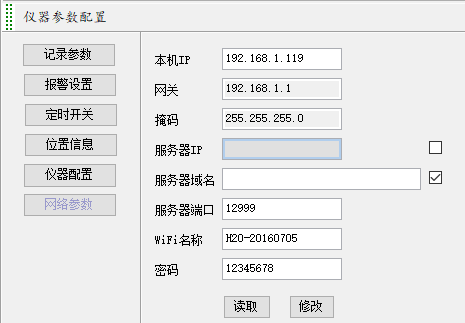 仪器参数配置
记录参数
报警设置
定时开关
位置信息
仪器配置
网络参数
本机IP 192.168.1.119
网关 192.168.1.1
掩码 255.255.255.0
服务器IP
服务器域名
服务器端口 12999
WiFi名称 H20-20160705
密码 12345678
读取 修改